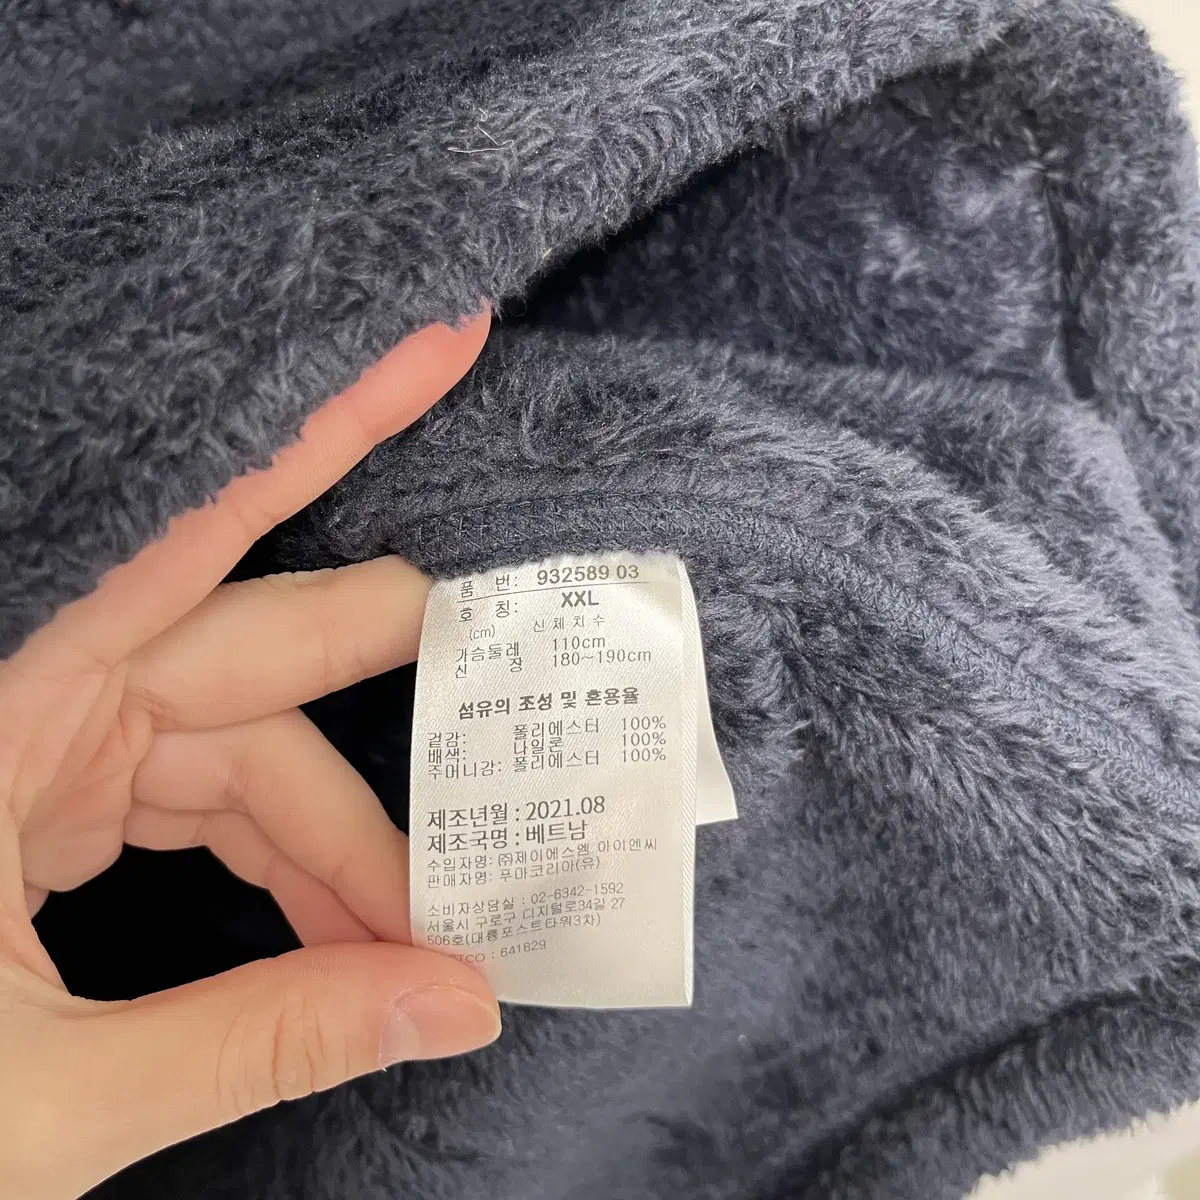 품 번: 932589 03
호 칭: XXL
(cm) 신체치수
가슴둘레 110cm
신 장 180~190cm
섬유의 조성 및 혼용율
겉감: 폴리에스터 100%
배색: 나일론 100%
주머니감: 폴리에스터 100%
제조년월 : 2021.08
제조국명 : 베트남
수입자명: ㈜제이에스엠 아이엔씨
판매자명: 푸마코리아(유)
소비자상담실 : 02-6342-1592
서울시 구로구 디지털로34길 27
506호(대륭포스트타워3차)
: 641829